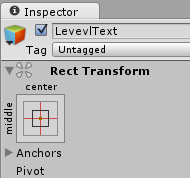 Inspector
LevevlText
Tag Untagged
Rect Transform
center
middle
Anchors
Pivot